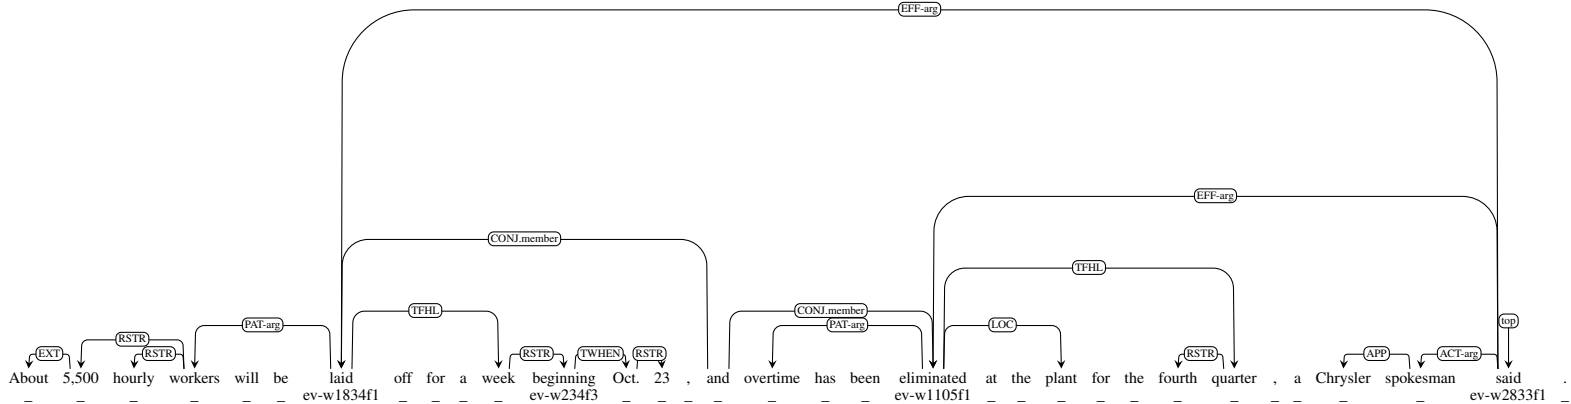 EFF-arg
EFF-arg
CONJ.member
TFHL
TFHL CONJ.member top
RSTR PAT-arg PAT-arg LOC
EXT RSTR RSTR TWHEN RSTR RSTR APP ACT-arg
About 5,500 hourly workers will be laid off for a week beginning Oct. 23 , and overtime has been eliminated at the plant for the fourth quarter , a Chrysler spokesman said .
_ _ _ _ _ _ ev-w1834f1 _ _ _ _ ev-w234f3 _ _ _ _ _ _ _ ev-w1105f1 _ _ _ _ _ _ _ _ _ _ _ ev-w2833f1 _